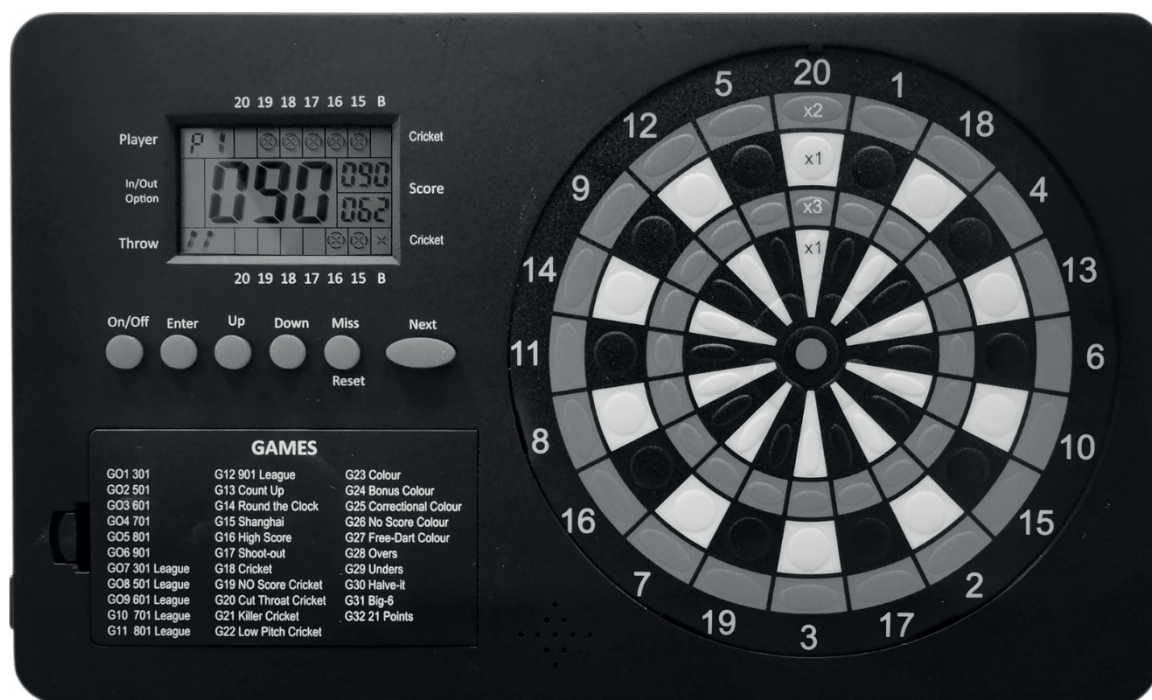 20 19 18 17 16 15 B
Player P 1 Cricket
In/Out
Option
090
090
Score
062
Throw Cricket
20 19 18 17 16 15 B
On/Off Enter Up Down Miss Next
Reset
GAMES
GO1 301
GO2 501
GO3 601
GO4 701
GO5 801
GO6 901
GO7 301 League
GO8 501 League
GO9 601 League
G10 701 League
G11 801 League
G12 901 League
G13 Count Up
G14 Round the Clock
G15 Shanghai
G16 High Score
G17 Shoot-out
G18 Cricket
G19 NO Score Cricket
G20 Cut Throat Cricket
G21 Killer Cricket
G22 Low Pitch Cricket
G23 Colour
G24 Bonus Colour
G25 Correctional Colour
G26 No Score Colour
G27 Free-Dart Colour
G28 Overs
G29 Unders
G30 Halve-it
G31 Big-6
G32 21 Points
20
1
18
4
13
6
10
15
2
17
3
19
7
16
8
11
14
9
12
5
x2
x1
x3
x1